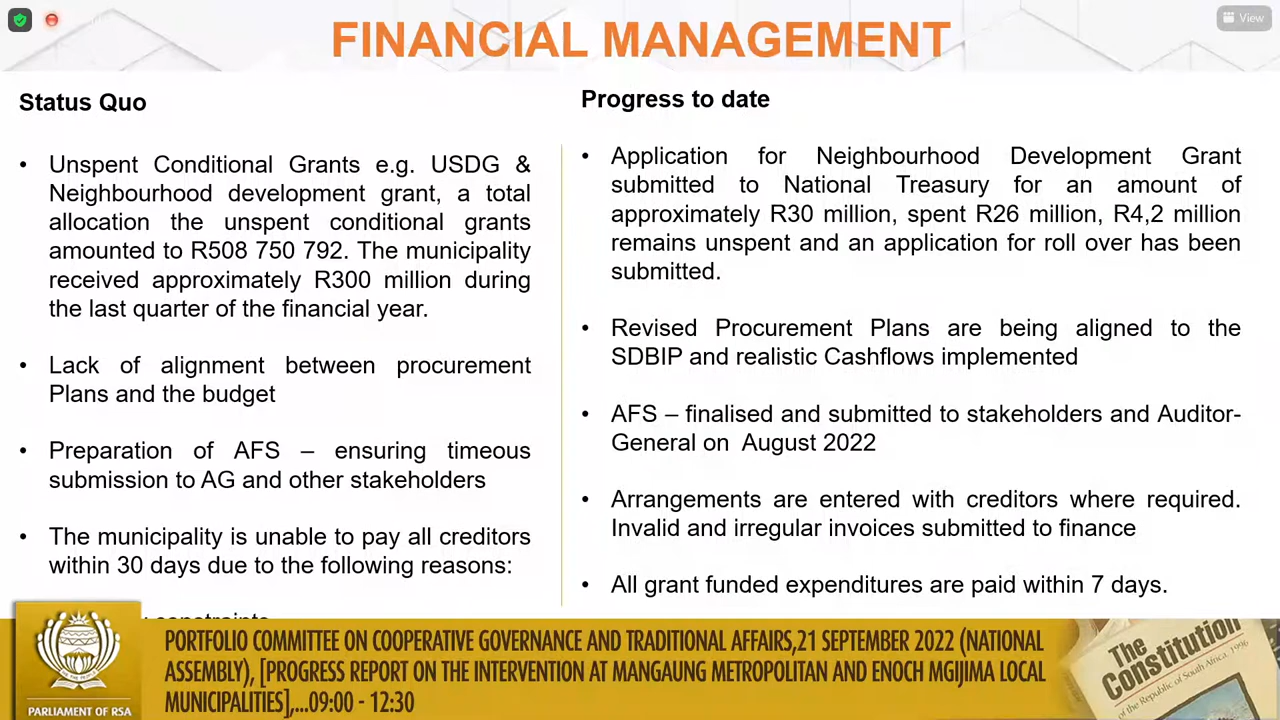 View
FINANCIAL MANAGEMENT
Status Quo
• Unspent Conditional Grants e.g. USDG &
Neighbourhood development grant, a total
allocation the unspent conditional grants
amounted to R508 750 792. The municipality
received approximately R300 million during
the last quarter of the financial year.
• Lack of alignment between procurement
Plans and the budget
• Preparation of AFS – ensuring timeous
submission to AG and other stakeholders
• The municipality is unable to pay all creditors
within 30 days due to the following reasons:
constraints
Progress to date
• Application for Neighbourhood Development Grant
submitted to National Treasury for an amount of
approximately R30 million, spent R26 million, R4,2 million
remains unspent and an application for roll over has been
submitted.
• Revised Procurement Plans are being aligned to the
SDBIP and realistic Cashflows implemented
• AFS – finalised and submitted to stakeholders and Auditor-
General on August 2022
• Arrangements are entered with creditors where required.
Invalid and irregular invoices submitted to finance
• All grant funded expenditures are paid within 7 days.
PORTFOLIO COMMITTEE ON COOPERATIVE GOVERNANCE AND TRADITIONAL AFFAIRS,21 SEPTEMBER 2022 (NATIONAL
ASSEMBLY), [PROGRESS REPORT ON THE INTERVENTION AT MANGAUNG METROPOLITAN AND ENOCH MGIJIMA LOCAL
MUNICIPALITIES],...09:00 - 12:30
PARLIAMENT OF RSA
The
Constitution
of the Republic of South Africa, 1996